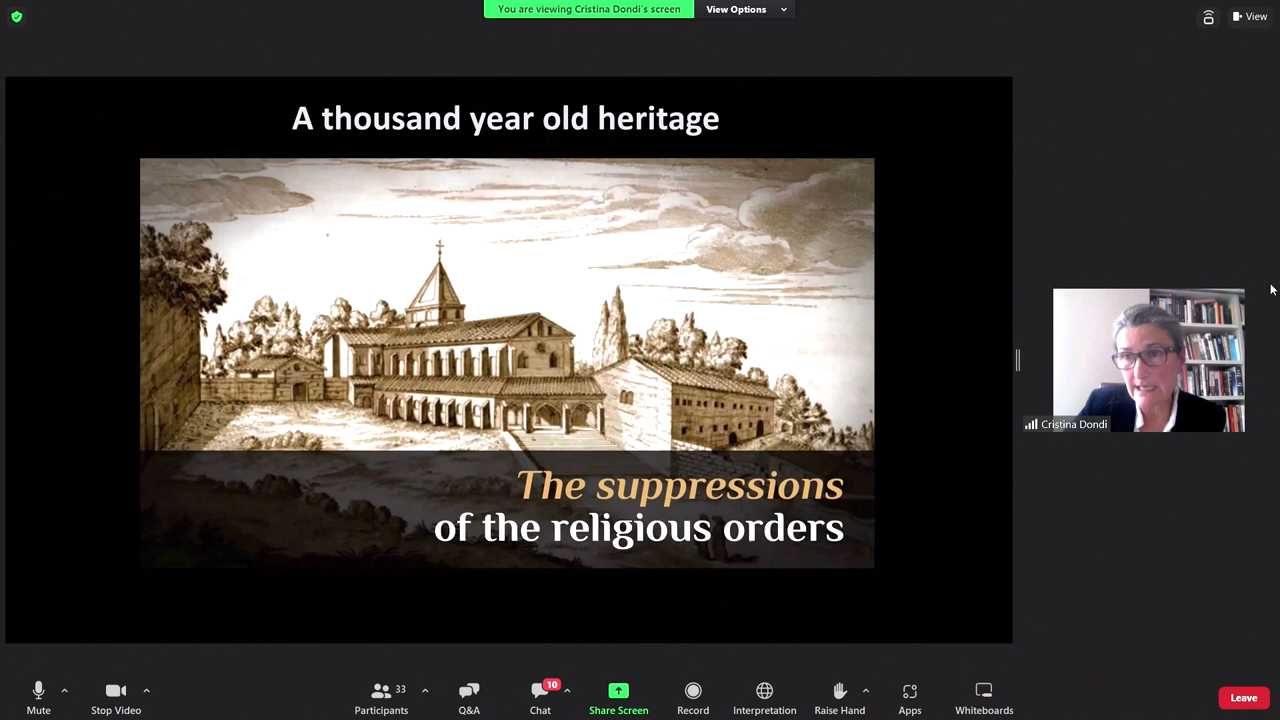 You are viewing Cristina Dondi's screen
View Options
View
A thousand year old heritage
The suppressions
of the religious orders
Cristina Dondi
Mute
Stop Video
33
Participants
Q&A
10
Chat
Share Screen
Record
Interpretation
Raise Hand
Apps
Whiteboards
Leave